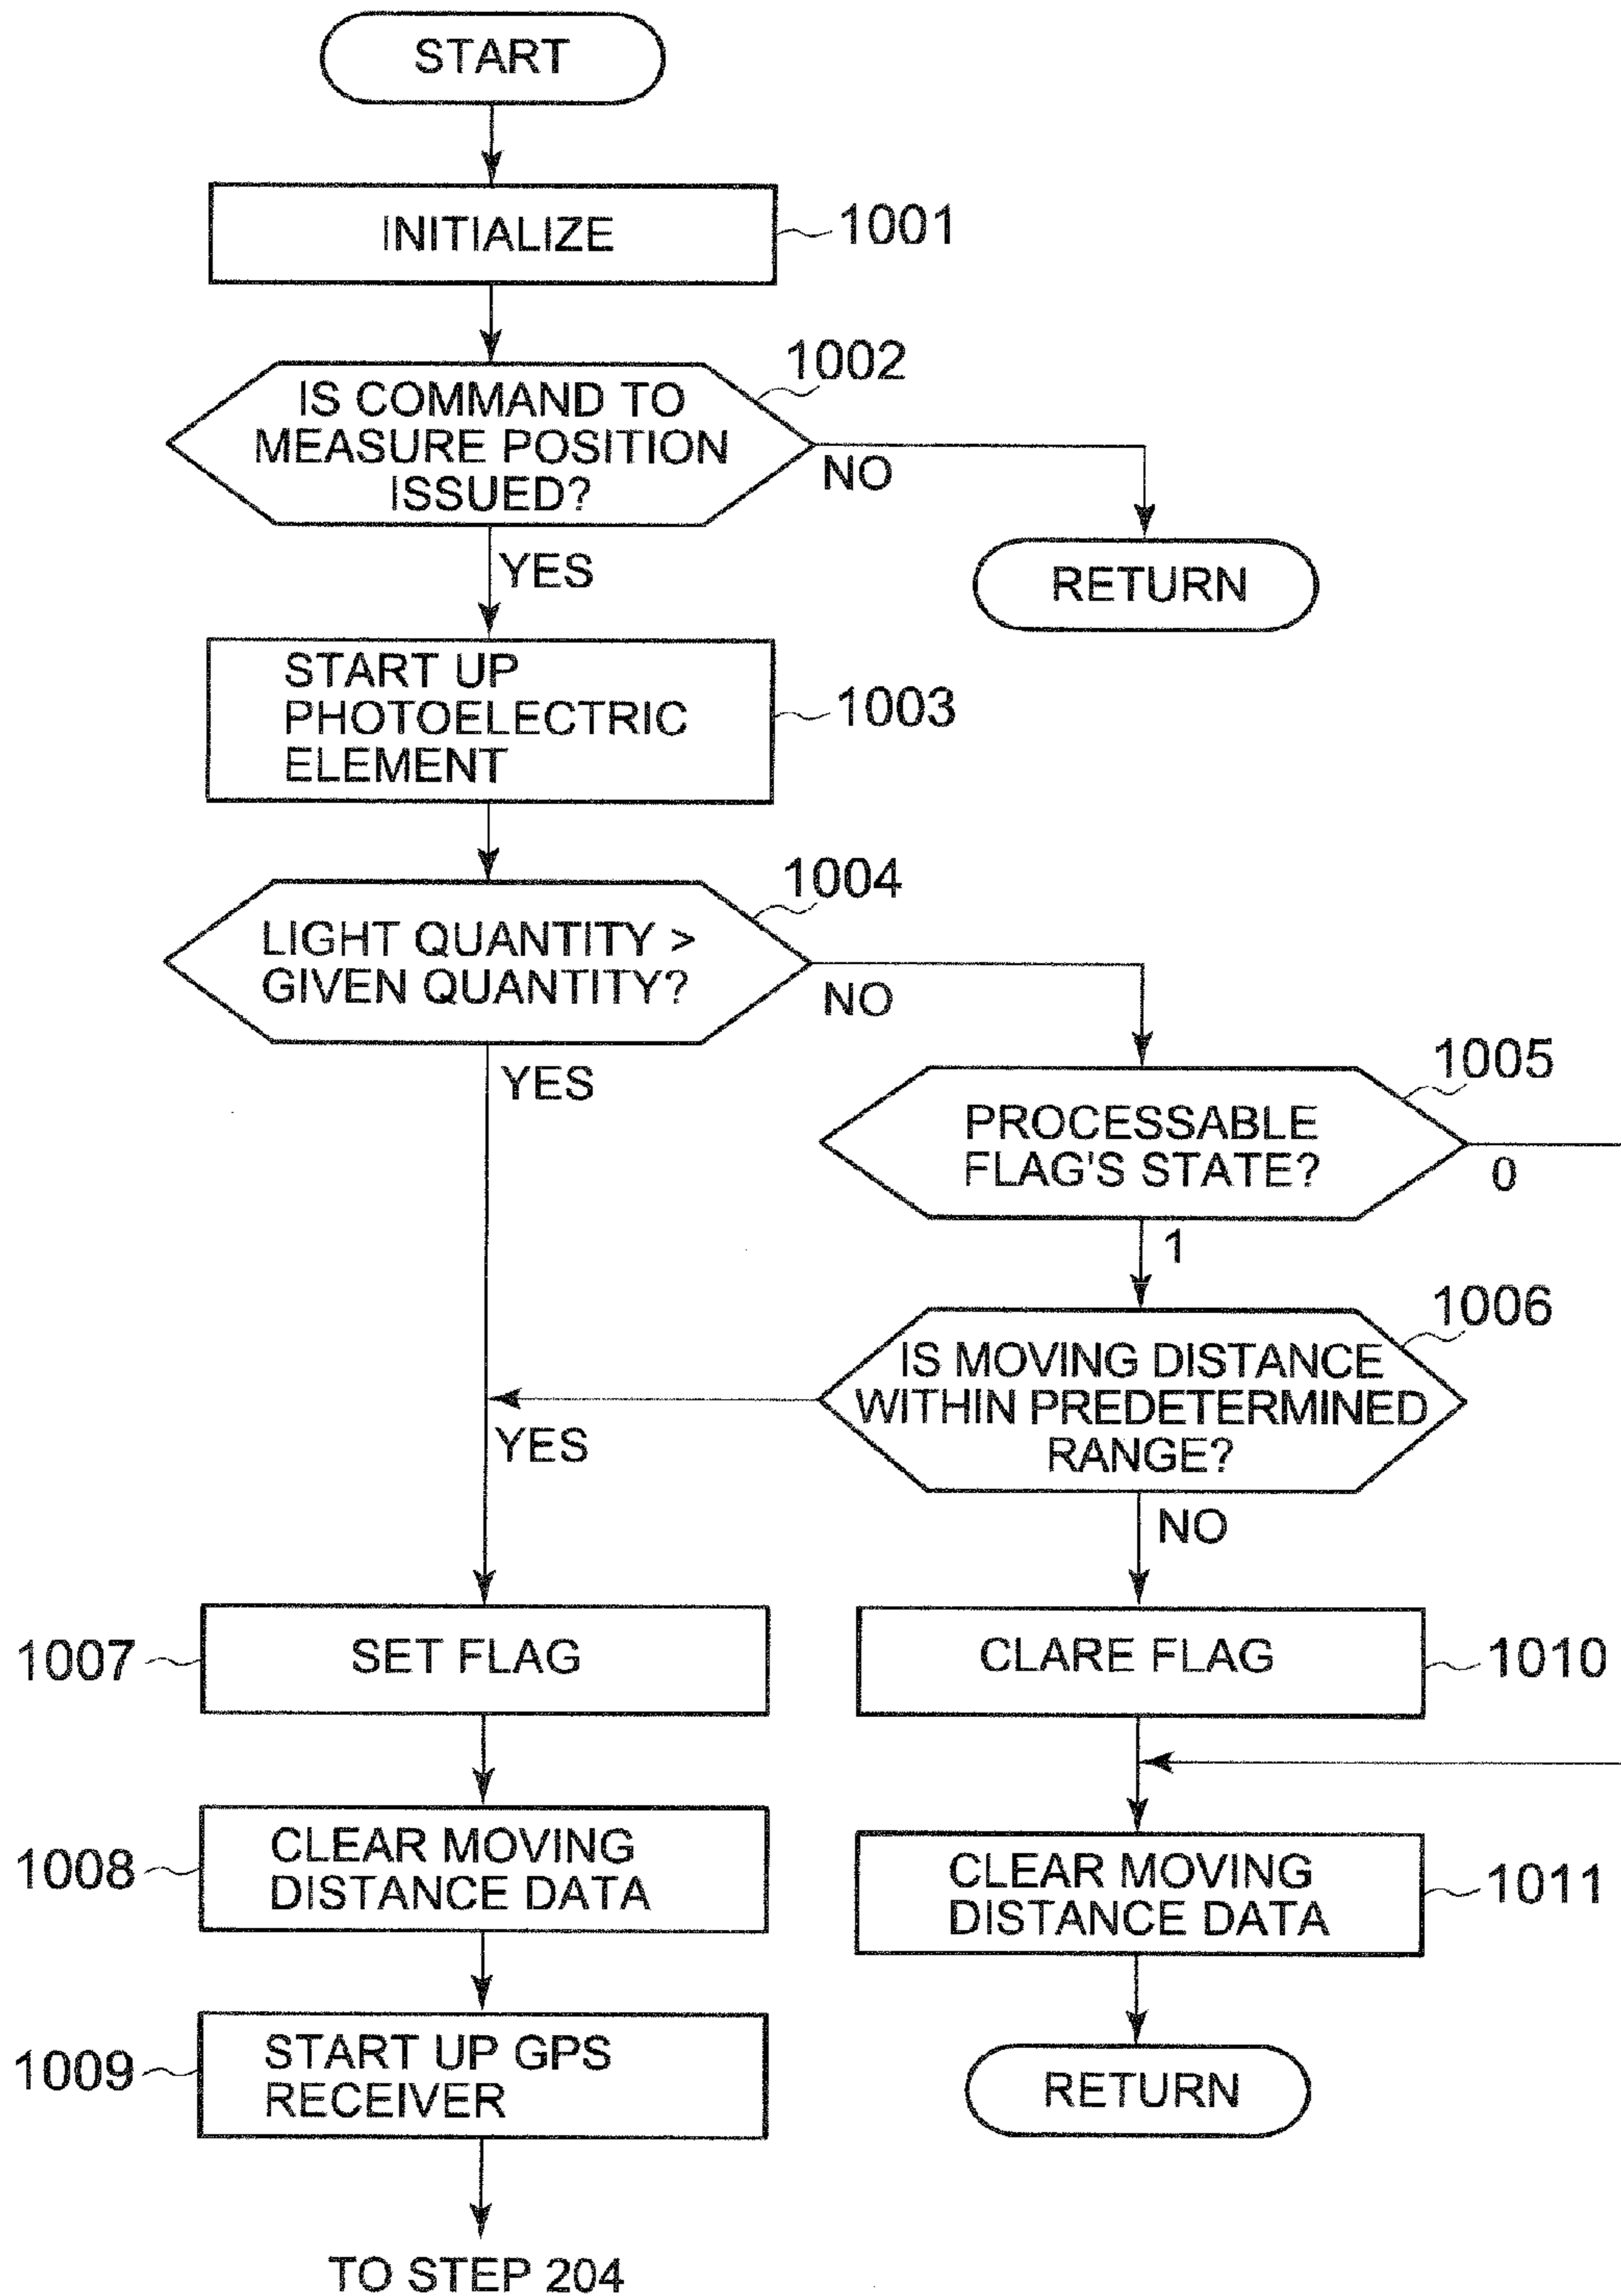 START
INITIALIZE
1001
1002
IS COMMAND TO
MEASURE POSITION
ISSUED?
NO
YES
RETURN
START UP
PHOTOELECTRIC
ELEMENT
1003
1004
LIGHT QUANTITY >
GIVEN QUANTITY?
NO
YES
1005
PROCESSABLE
FLAG'S STATE?
0
1
1006
IS MOVING DISTANCE
WITHIN PREDETERMINED
RANGE?
YES
NO
1007
SET FLAG
CLARE FLAG
1010
1008
CLEAR MOVING
DISTANCE DATA
CLEAR MOVING
DISTANCE DATA
1011
1009
START UP GPS
RECEIVER
RETURN
TO STEP 204